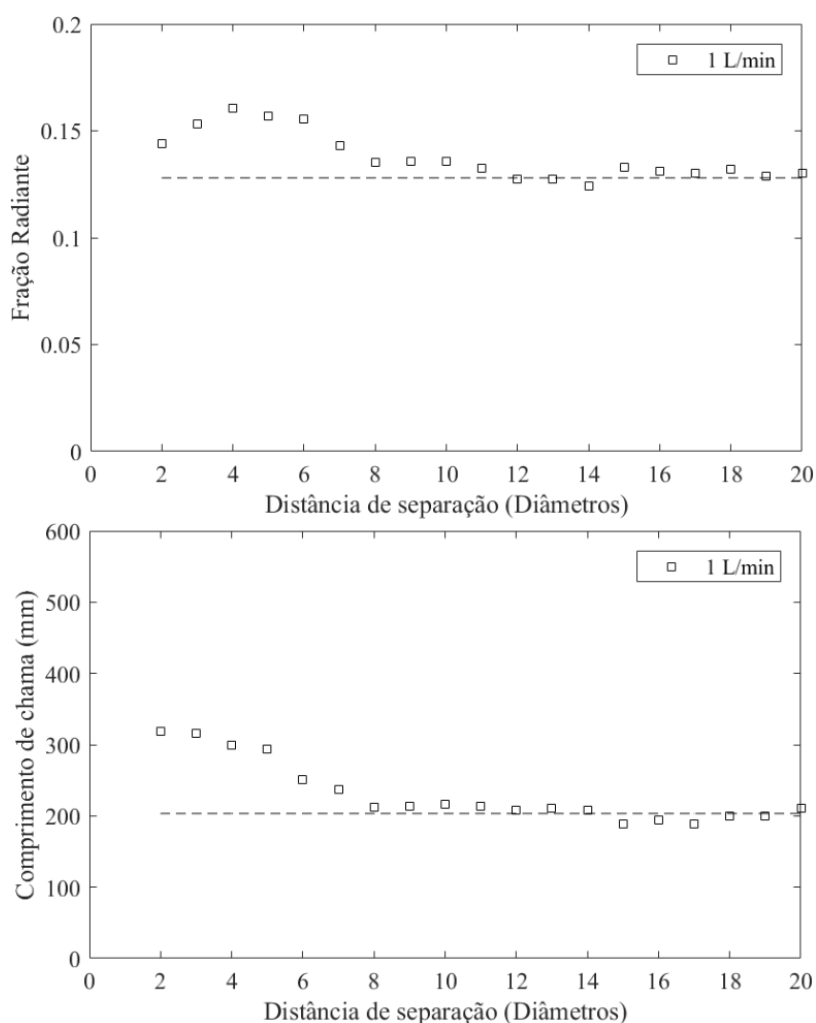 0.2
1 L/min
0.15
0.1
0.05
0
Fração Radiante
0 2 4 6 8 10 12 14 16 18 20
Distância de separação (Diâmetros)
600
1 L/min
500
400
300
200
100
0
Comprimento de chama (mm)
0 2 4 6 8 10 12 14 16 18 20
Distância de separação (Diâmetros)